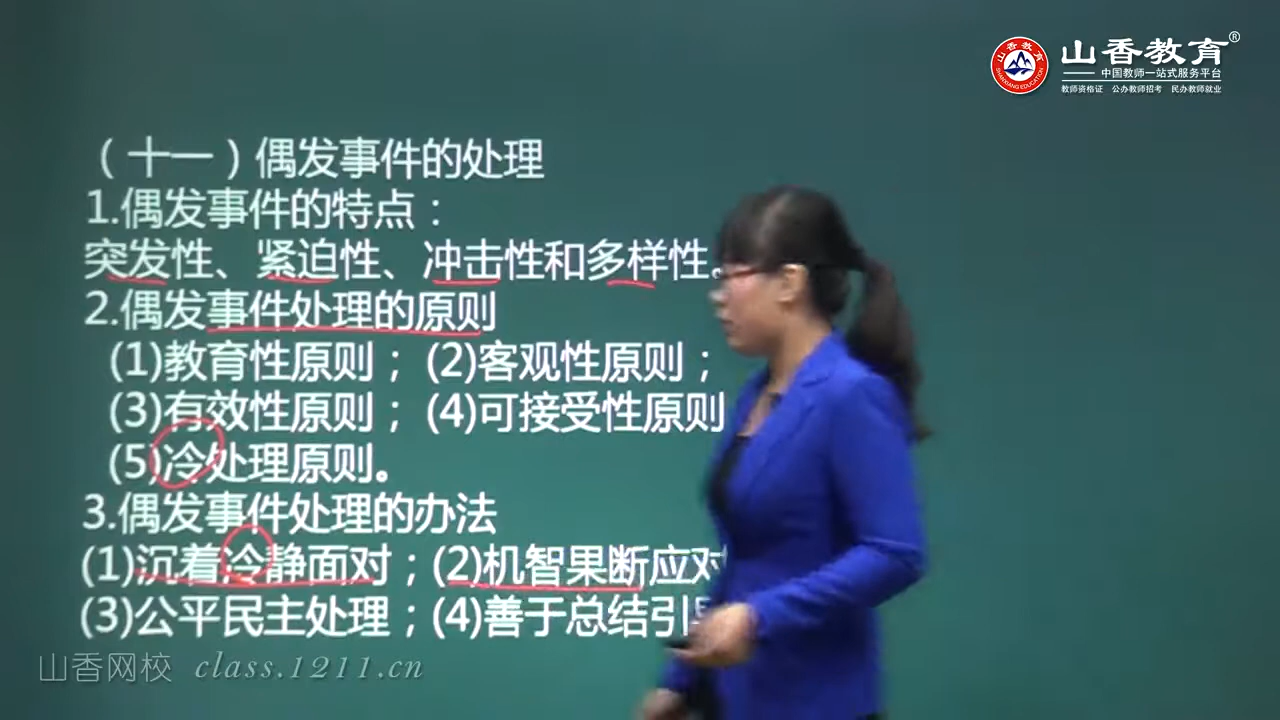 山香教育®
中国教师一站式服务平台
教师资格证 公办教师招考 民办教师就业
山香教育
SHANXIANG EDUCATION
（十一）偶发事件的处理
1.偶发事件的特点：
突发性、紧迫性、冲击性和多样性。
2.偶发事件处理的原则
(1)教育性原则；(2)客观性原则；
(3)有效性原则；(4)可接受性原则
(5)冷处理原则。
3.偶发事件处理的办法
(1)沉着冷静面对；(2)机智果断应对
(3)公平民主处理；(4)善于总结引
山香网校 class.1211.cn